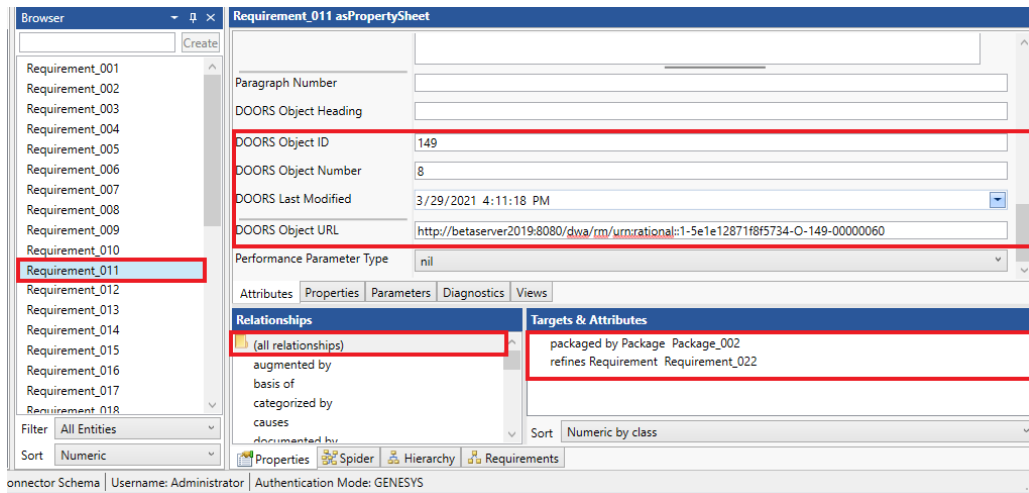 Browser
Create
Requirement_001
Requirement_002
Requirement_003
Requirement_004
Requirement_005
Requirement_006
Requirement_007
Requirement_008
Requirement_009
Requirement_010
Requirement_011
Requirement_012
Requirement_013
Requirement_014
Requirement_015
Requirement_016
Requirement_017
Requirement_018
Filter All Entities
Sort Numeric
Requirement_011 asPropertySheet
Paragraph Number
DOORS Object Heading
DOORS Object ID 149
DOORS Object Number 8
DOORS Last Modified 3/29/2021 4:11:18 PM
DOORS Object URL http://betaserver2019:8080/dwa/rm/urn:rational::1-5e1e12871f8f5734-O-149-00000060
Performance Parameter Type nil
Attributes Properties Parameters Diagnostics Views
Relationships
(all relationships)
augmented by
basis of
categorized by
causes
documented by
Targets & Attributes
packaged by Package Package_002
refines Requirement Requirement_022
Sort Numeric by class
Properties Spider Hierarchy Requirements
onnector Schema Username: Administrator Authentication Mode: GENESYS